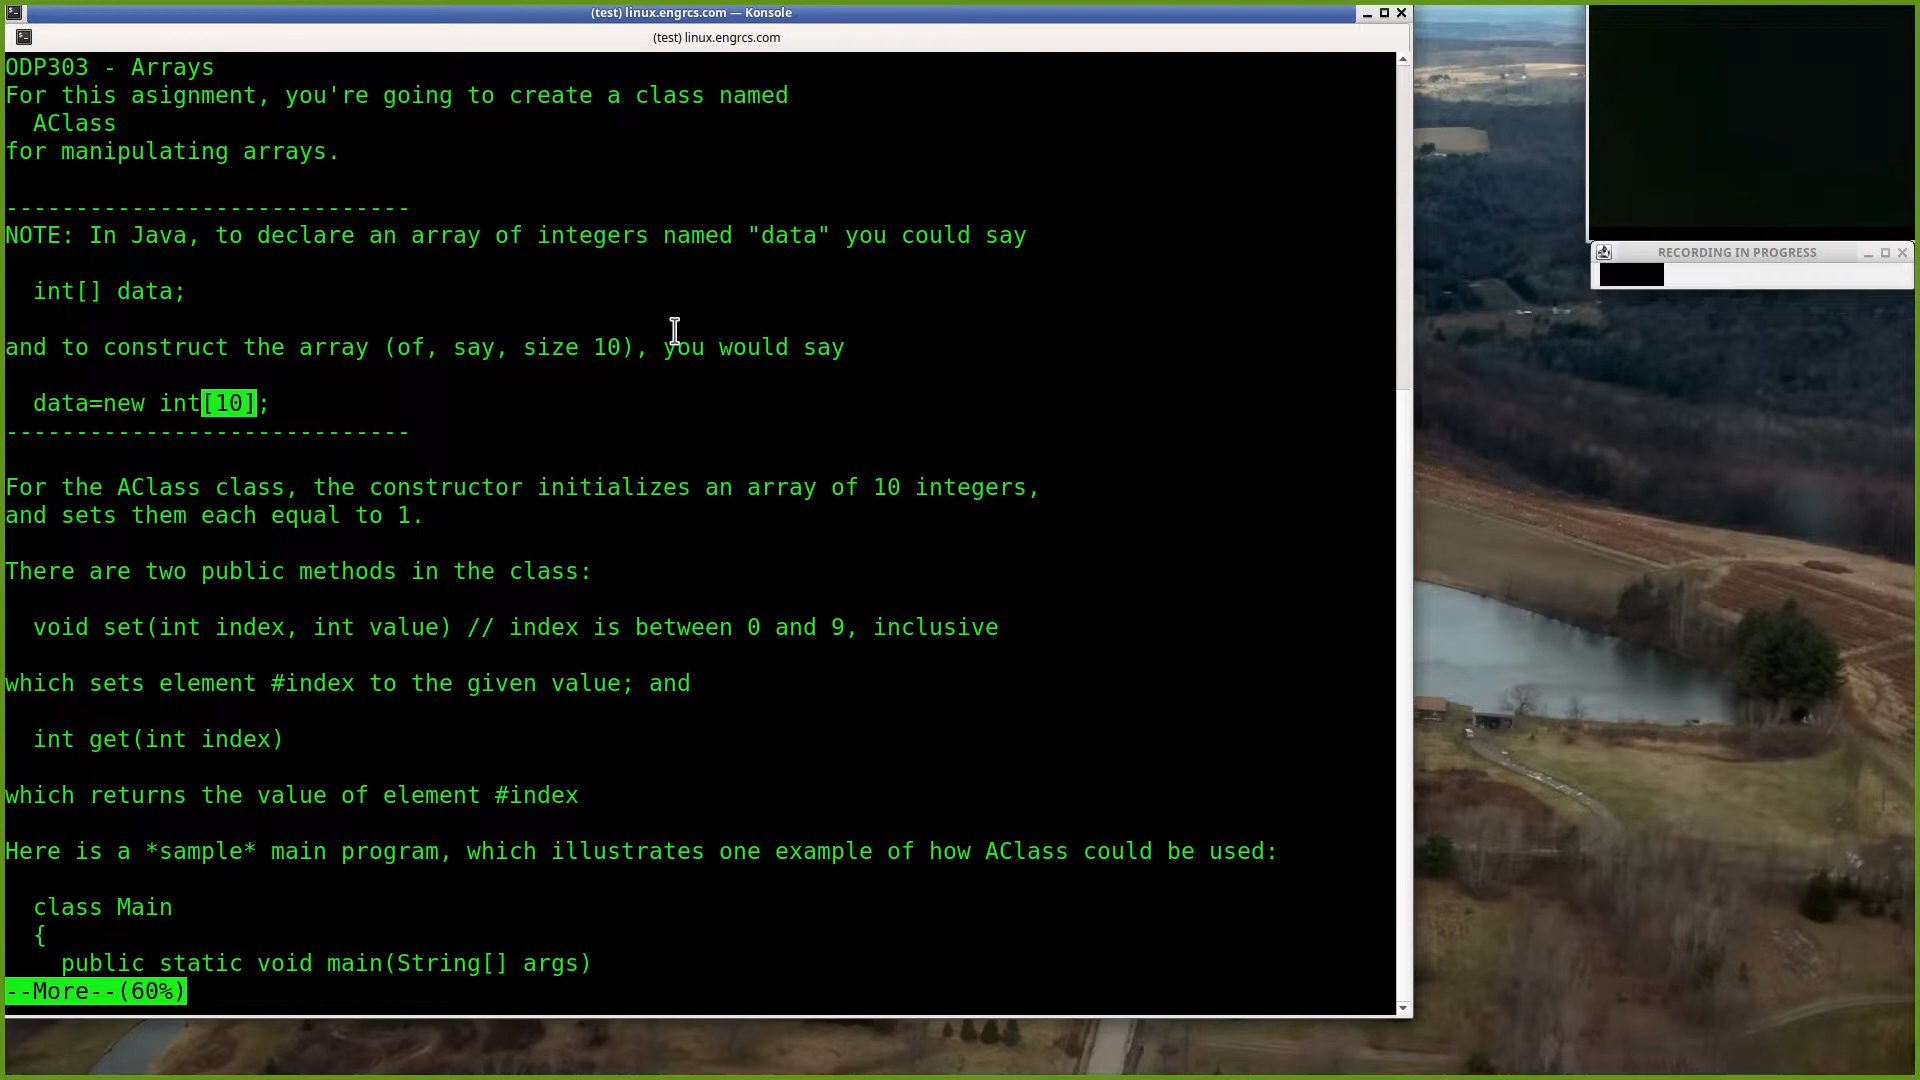 (test) linux.engrcs.com — Konsole
(test) linux.engrcs.com
ODP303 - Arrays
For this asignment, you're going to create a class named
AClass
for manipulating arrays.
-----------------------------
NOTE: In Java, to declare an array of integers named "data" you could say
int[] data;
and to construct the array (of, say, size 10), you would say
data=new int[10];
-----------------------------
For the AClass class, the constructor initializes an array of 10 integers,
and sets them each equal to 1.
There are two public methods in the class:
void set(int index, int value) // index is between 0 and 9, inclusive
which sets element #index to the given value; and
int get(int index)
which returns the value of element #index
Here is a *sample* main program, which illustrates one example of how AClass could be used:
class Main
{
public static void main(String[] args)
--More--(60%)
RECORDING IN PROGRESS